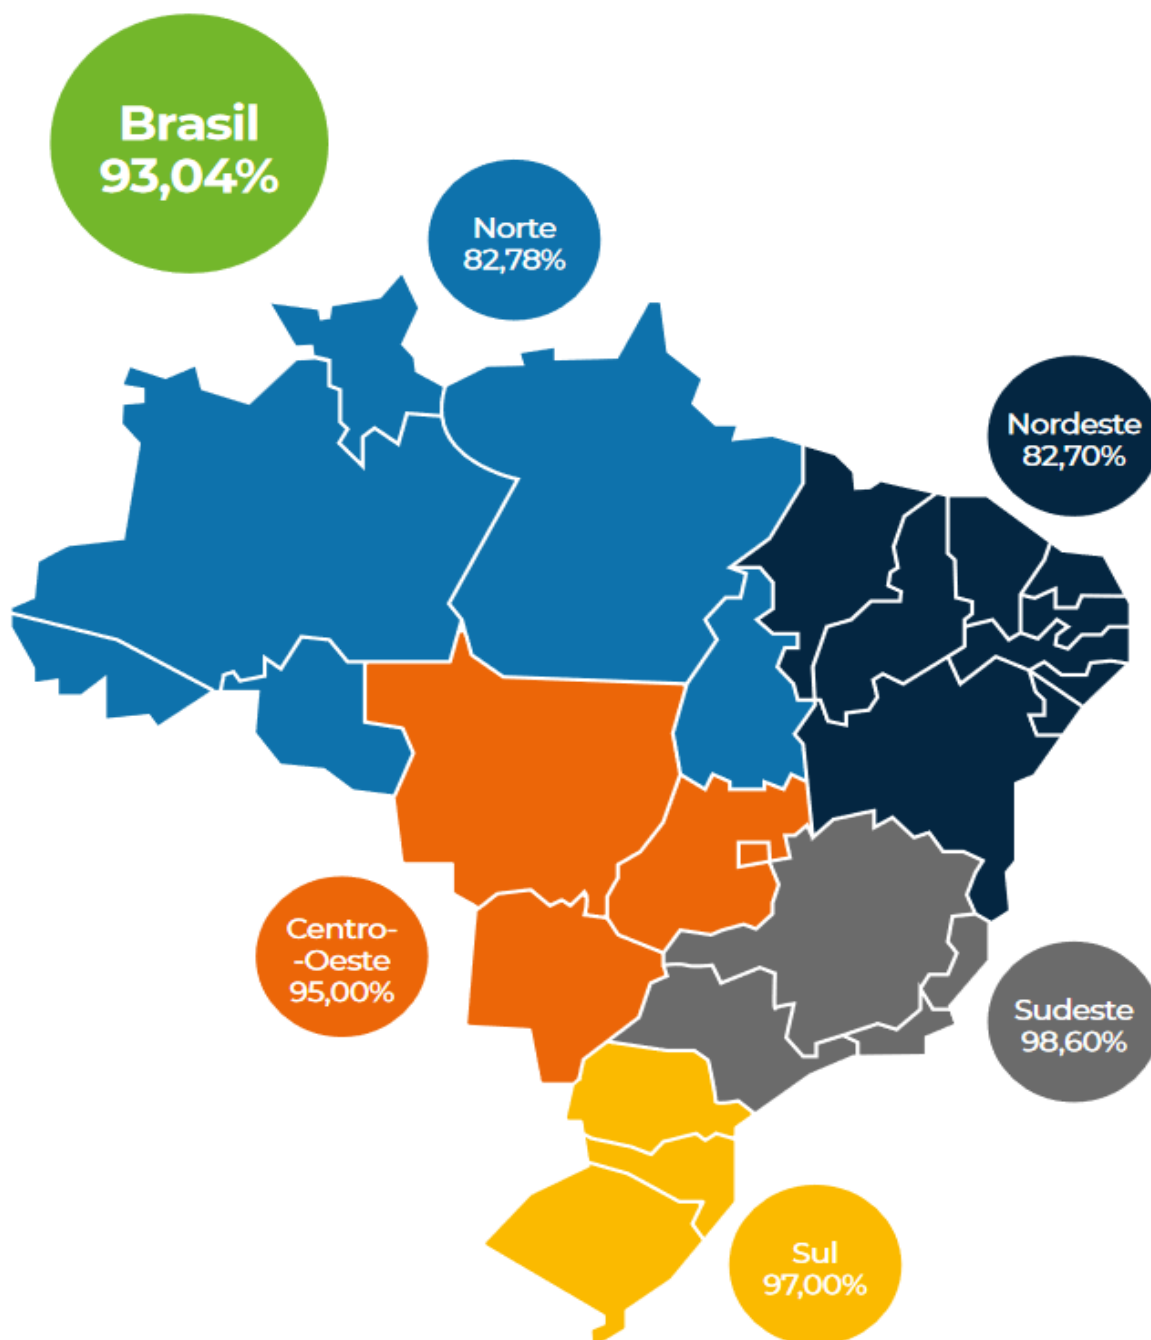 Brasil
93,04%
Norte
82,78%
Nordeste
82,70%
Centro-
-Oeste
95,00%
Sudeste
98,60%
Sul
97,00%